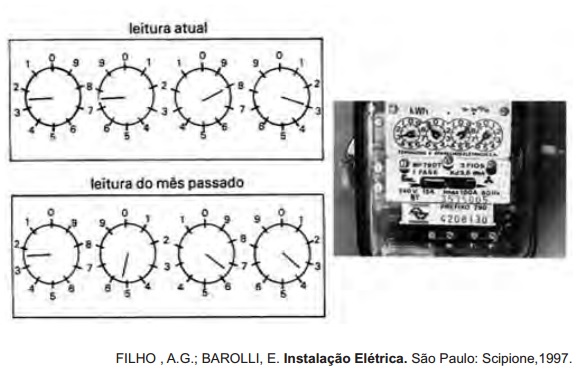 leitura atual
0 0 0 0
1 9 9 1 1 9 9 1
2 8 8 2 2 8 8 2
3 7 7 3 3 7 7 3
4 6 6 4 4 6 6 4
5 5 5 5
leitura do mês passado
0 0 0 0
1 9 9 1 1 9 9 1
2 8 8 2 2 8 8 2
3 7 7 3 3 7 7 3
4 6 6 4 4 6 6 4
5 5 5 5
kWh
3 FIOS
1 FASE
240V 15A
60Hz
3535005
PREFIXO
4208130
FILHO , A.G.; BAROLLI, E. Instalação Elétrica. São Paulo: Scipione,1997.